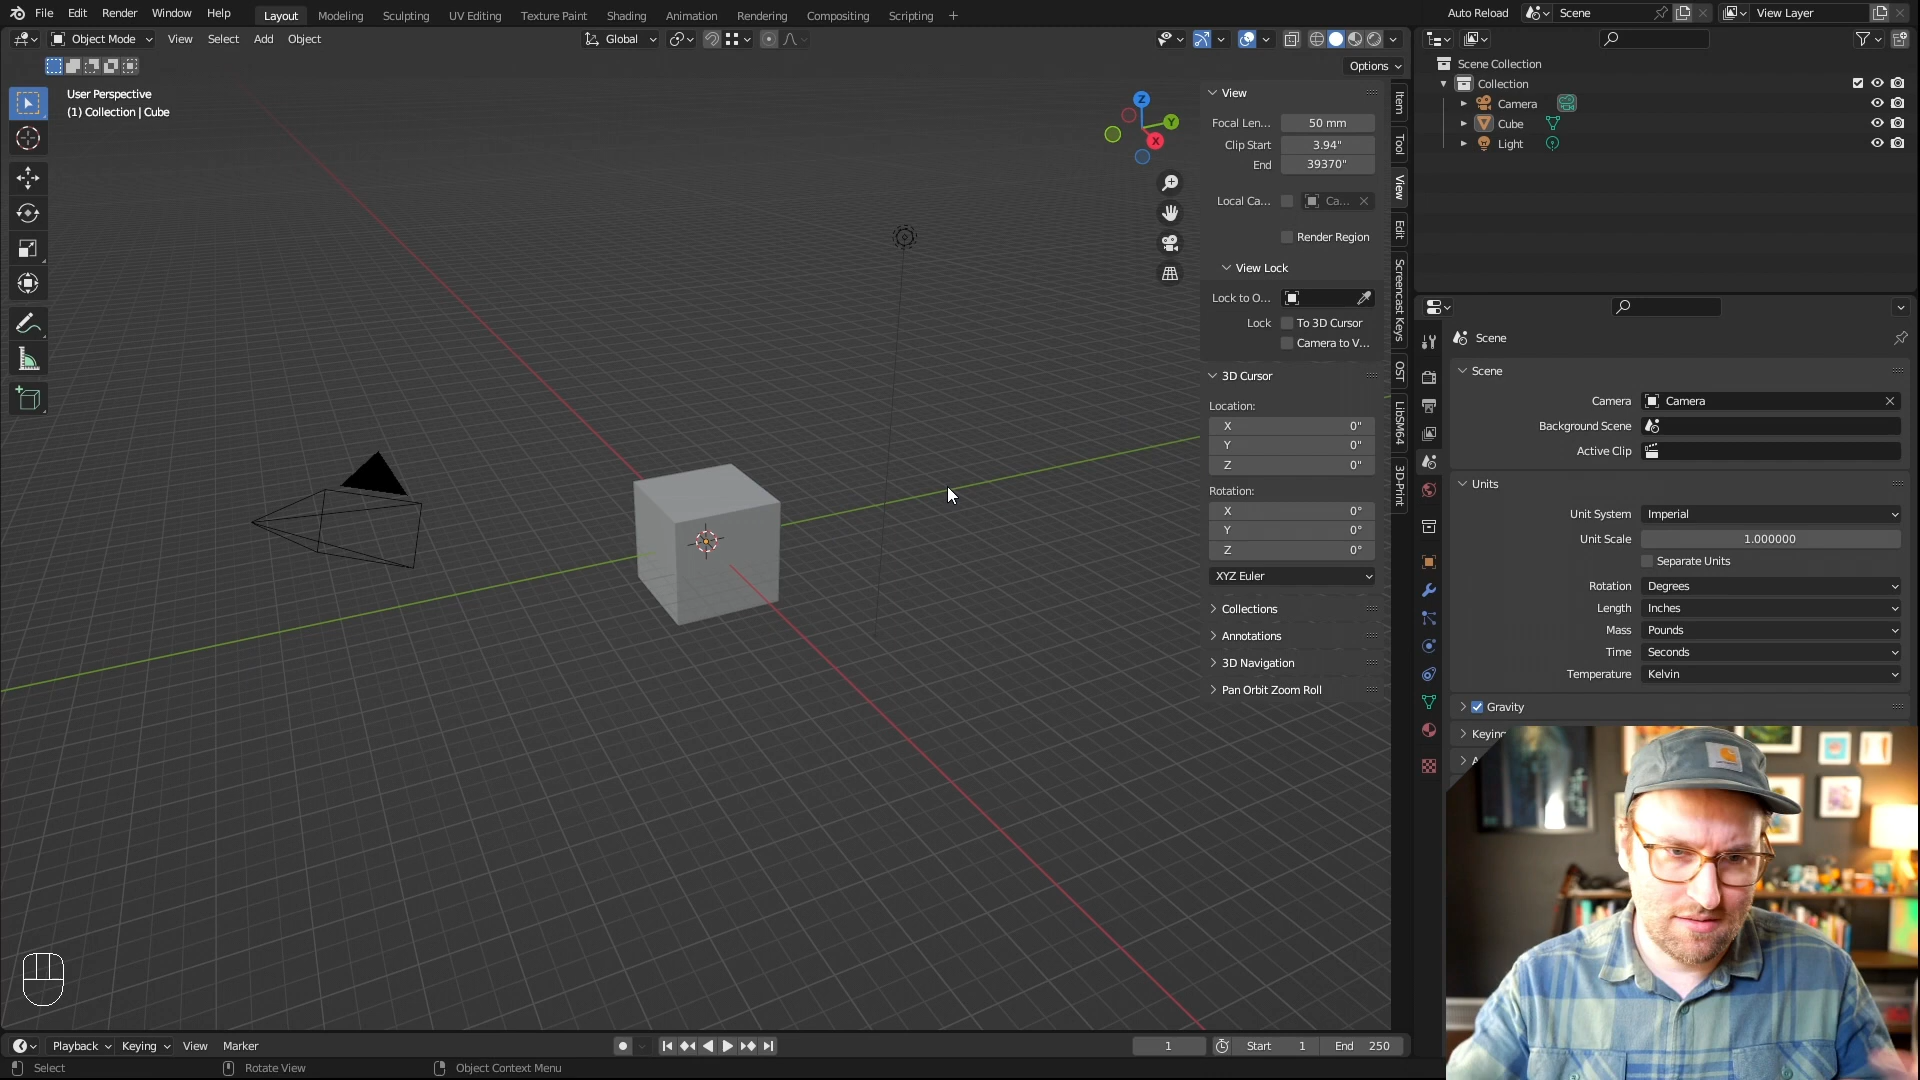 File Edit Render Window Help
Layout Modeling Sculpting UV Editing Texture Paint Shading Animation Rendering Compositing Scripting +
Auto Reload Scene View Layer
Object Mode View Select Add Object Global
Options
User Perspective
(1) Collection | Cube
Z
Y
X
View
Focal Len... 50 mm
Clip Start 3.94"
End 39370"
Local Ca... Ca...
Render Region
View Lock
Lock to O...
Lock To 3D Cursor
Camera to V...
3D Cursor
Location:
X 0"
Y 0"
Z 0"
Rotation:
X 0°
Y 0°
Z 0°
XYZ Euler
Collections
Annotations
3D Navigation
Pan Orbit Zoom Roll
Item
Tool
View
Edit
Screencast Keys
OST
LibSM64
3D-Print
Scene Collection
Collection
Camera
Cube
Light
Scene
Scene
Camera Camera
Background Scene
Active Clip
Units
Unit System Imperial
Unit Scale 1.000000
Separate Units
Rotation Degrees
Length Inches
Mass Pounds
Time Seconds
Temperature Kelvin
Gravity
Keying
Playback Keying View Marker
1 Start 1 End 250
Select Rotate View Object Context Menu